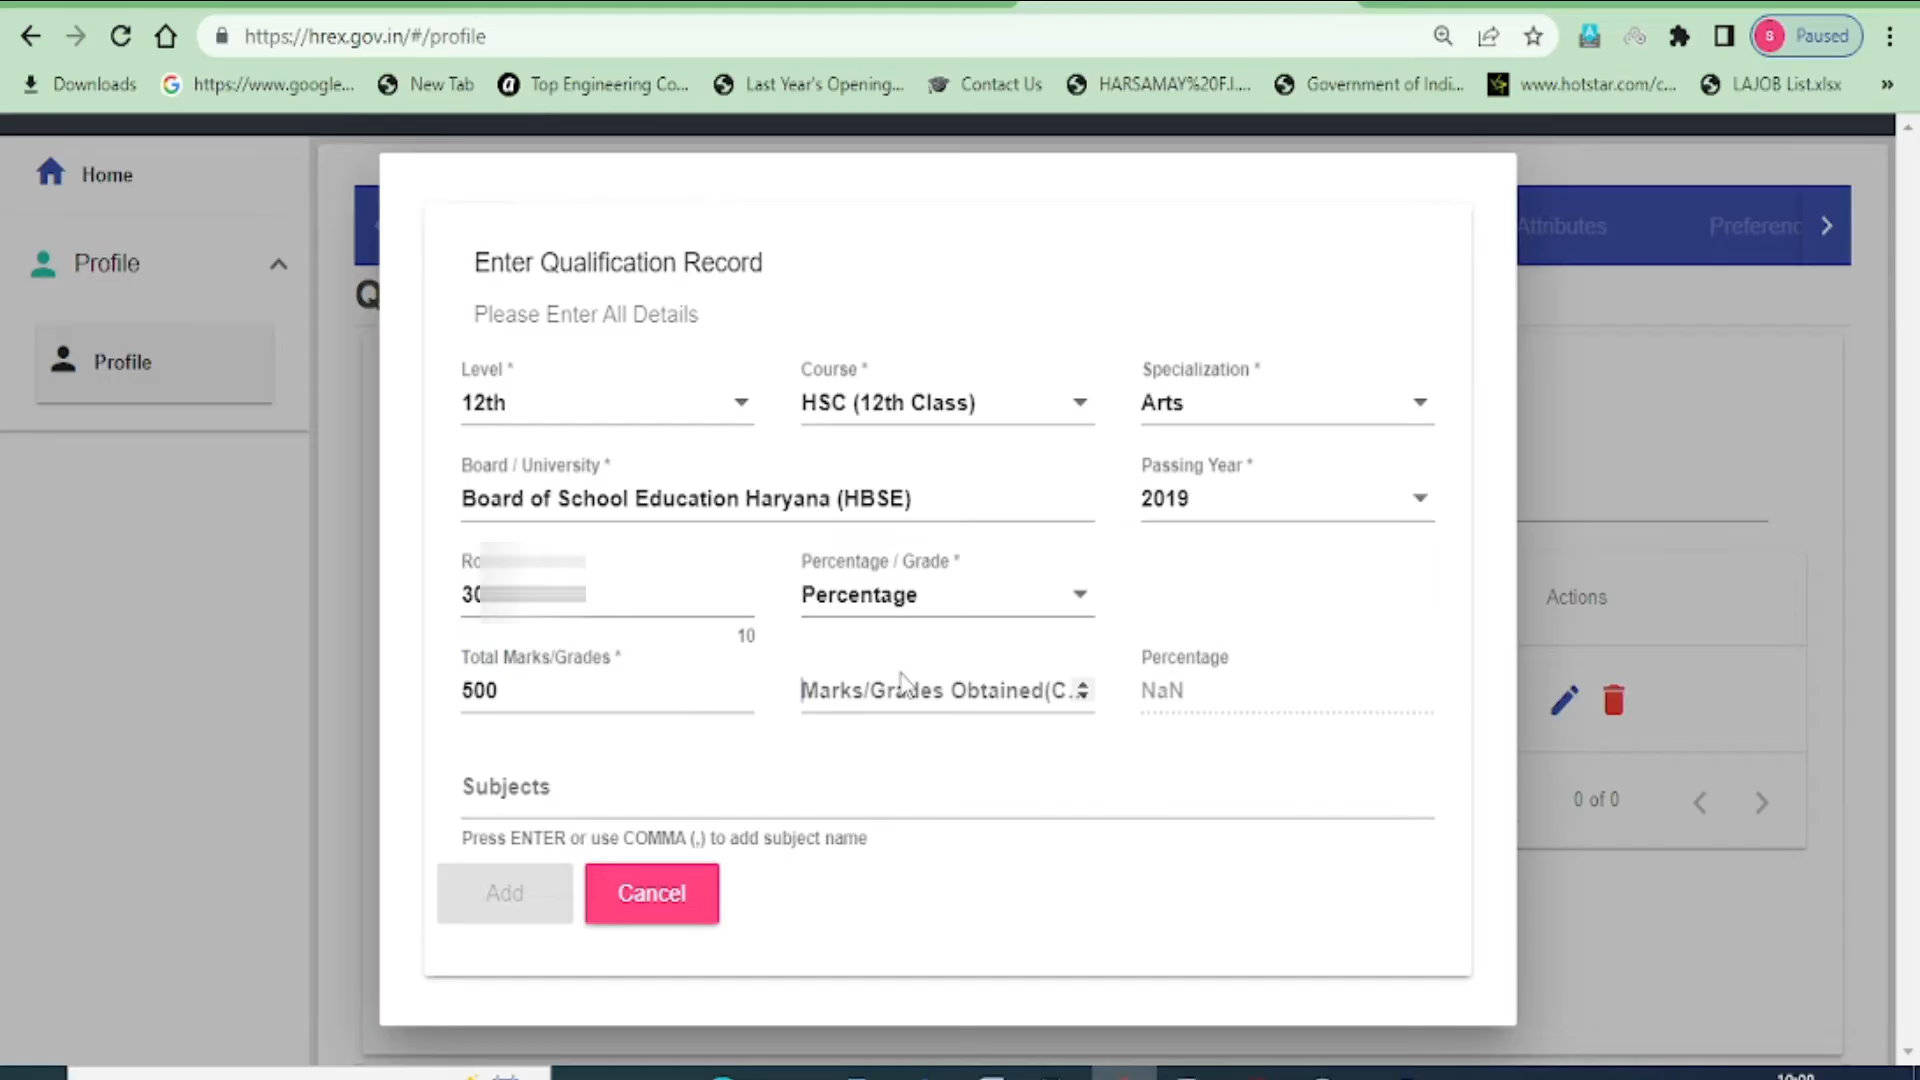 https://hrex.gov.in/#/profile
S Paused
Downloads https://www.google... New Tab Top Engineering Co... Last Year's Opening... Contact Us HARSAMAY%20F.I.... Government of Indi... www.hotstar.com/c... LAJOB List.xlsx »
Home
Profile
Profile
Attributes
Preferenc
Q
Enter Qualification Record
Please Enter All Details
Level *
12th
Course *
HSC (12th Class)
Specialization *
Arts
Board / University *
Board of School Education Haryana (HBSE)
Passing Year *
2019
Ro
30
10
Percentage / Grade *
Percentage
Total Marks/Grades *
500
Marks/Grades Obtained(C...
Percentage
NaN
Subjects
Press ENTER or use COMMA (,) to add subject name
Add
Cancel
Actions
0 of 0